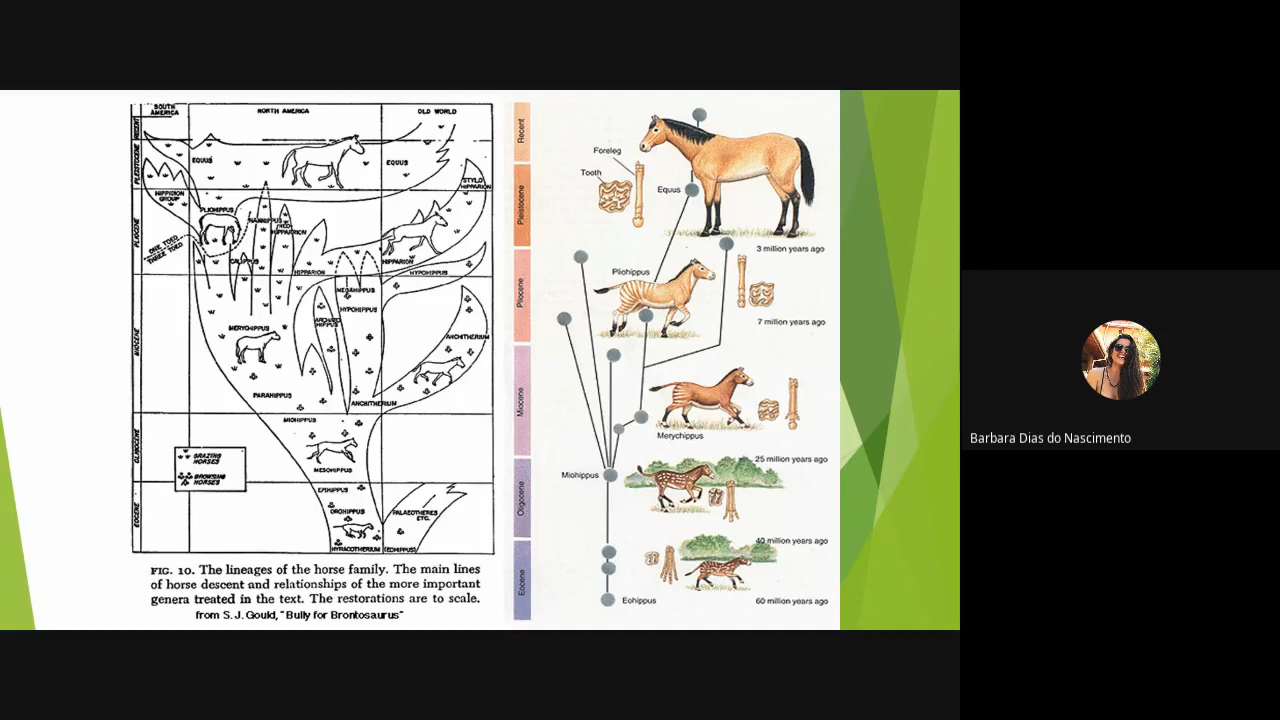 SOUTH AMERICA
NORTH AMERICA
OLD WORLD
RECENT
PLEISTOCENE
PLIOCENE
MIOCENE
OLIGOCENE
EOCENE
EQUUS
EQUUS
STYLO
HIPPARION
HIPPIDION
GROUP
PLIOHIPPUS
NANNIPPUS
NEO
HIPPARION
ONE TOED
THREE TOED
CALIPPUS
HIPPARION
HIPPARION
HYPOHIPPUS
MEGAHIPPUS
HYPOHIPPUS
ARCHAEO
HIPPUS
MERYCHIPPUS
ANCHITHERIUM
PARAHIPPUS
ANCHITHERIUM
MIOHIPPUS
GRAZING
HORSES
BROWSING
HORSES
MESOHIPPUS
EPIHIPPUS
OROHIPPUS
PALAEOTHERES
ETC.
HYRACOTHERIUM (EOHIPPUS)
FIG. 10. The lineages of the horse family. The main lines
of horse descent and relationships of the more important
genera treated in the text. The restorations are to scale.
from S. J. Gould, "Bully for Brontosaurus"
Recent
Pleistocene
Pliocene
Miocene
Oligocene
Eocene
Foreleg
Tooth
Equus
3 million years ago
Pliohippus
7 million years ago
Merychippus
25 million years ago
Miohippus
40 million years ago
Eohippus
60 million years ago
Barbara Dias do Nascimento